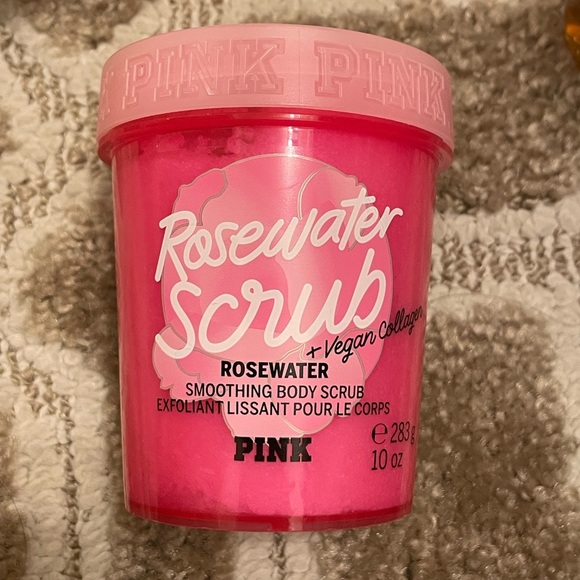 PINK PINK
Rosewater
Scrub
+ Vegan Collagen
ROSEWATER
SMOOTHING BODY SCRUB
EXFOLIANT LISSANT POUR LE CORPS
PINK
e 283 g
10 oz